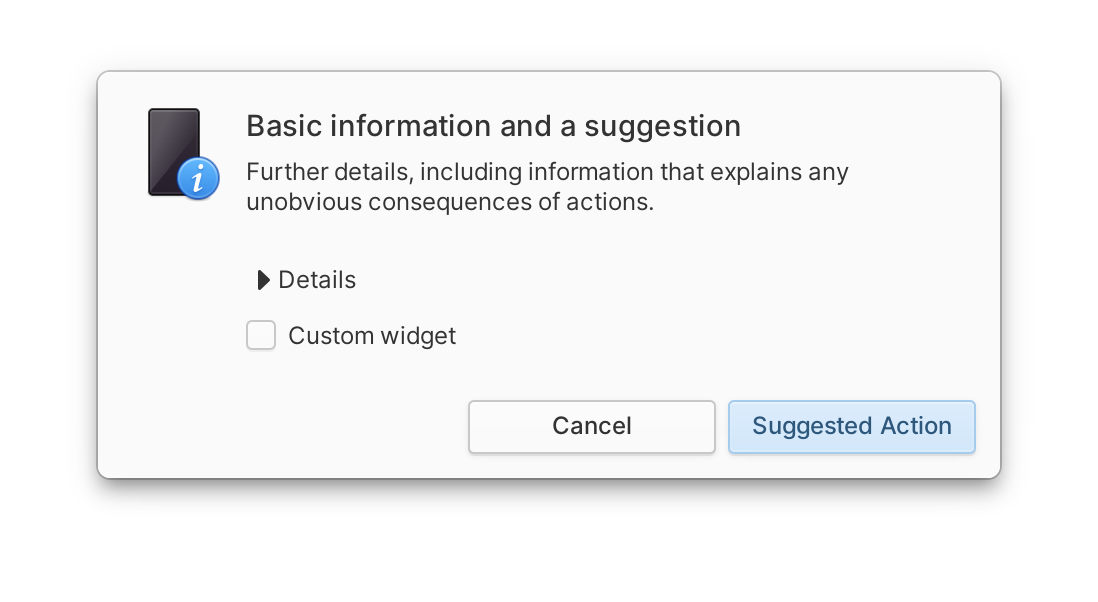 Basic information and a suggestion
Further details, including information that explains any
unobvious consequences of actions.
Details
Custom widget
Cancel
Suggested Action